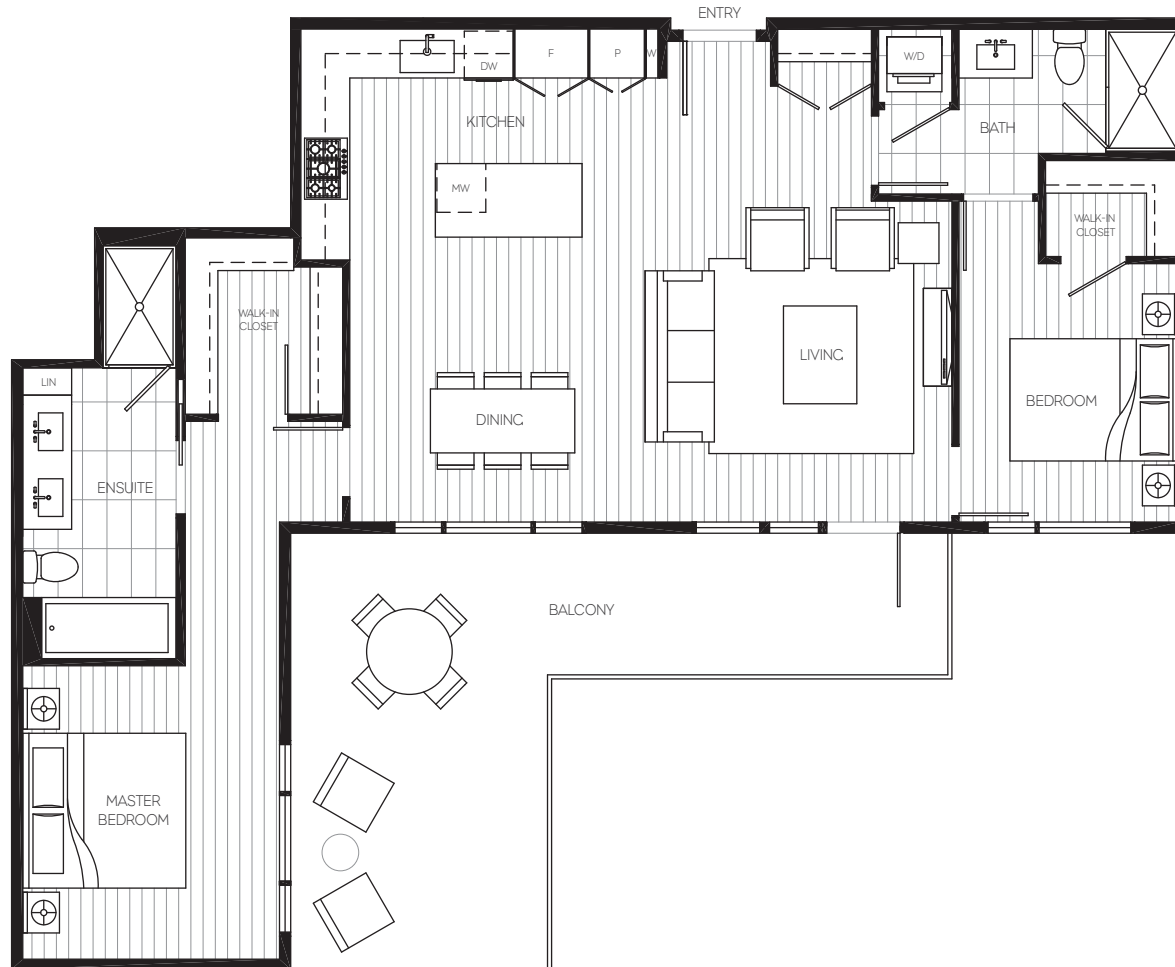 ENTRY
DW
F
P
W
W/D
KITCHEN
BATH
MW
WALK-IN
CLOSET
WALK-IN
CLOSET
LIVING
LIN
BEDROOM
DINING
ENSUITE
BALCONY
MASTER
BEDROOM